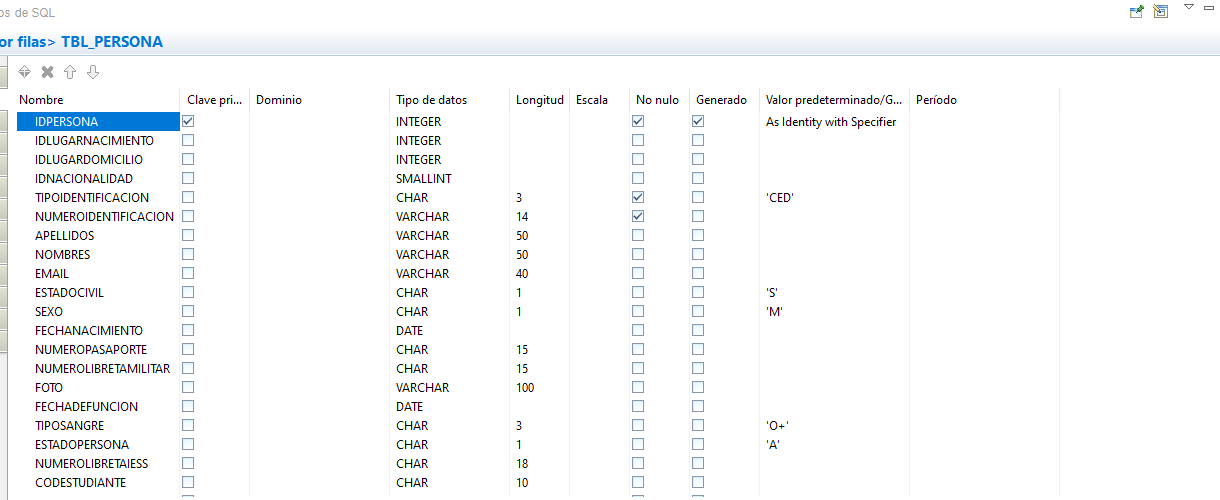 os de SQL
or filas> TBL_PERSONA
Nombre Clave pri... Dominio Tipo de datos Longitud Escala No nulo Generado Valor predeterminado/G... Período
IDPERSONA INTEGER As Identity with Specifier
IDLUGARNACIMIENTO INTEGER
IDLUGARDOMICILIO INTEGER
IDNACIONALIDAD SMALLINT
TIPOIDENTIFICACION CHAR 3 'CED'
NUMEROIDENTIFICACION VARCHAR 14
APELLIDOS VARCHAR 50
NOMBRES VARCHAR 50
EMAIL VARCHAR 40
ESTADOCIVIL CHAR 1 'S'
SEXO CHAR 1 'M'
FECHANACIMIENTO DATE
NUMEROPASAPORTE CHAR 15
NUMEROLIBRETAMILITAR CHAR 15
FOTO VARCHAR 100
FECHADEFUNCION DATE
TIPOSANGRE CHAR 3 'O+'
ESTADOPERSONA CHAR 1 'A'
NUMEROLIBRETAIESS CHAR 18
CODESTUDIANTE CHAR 10